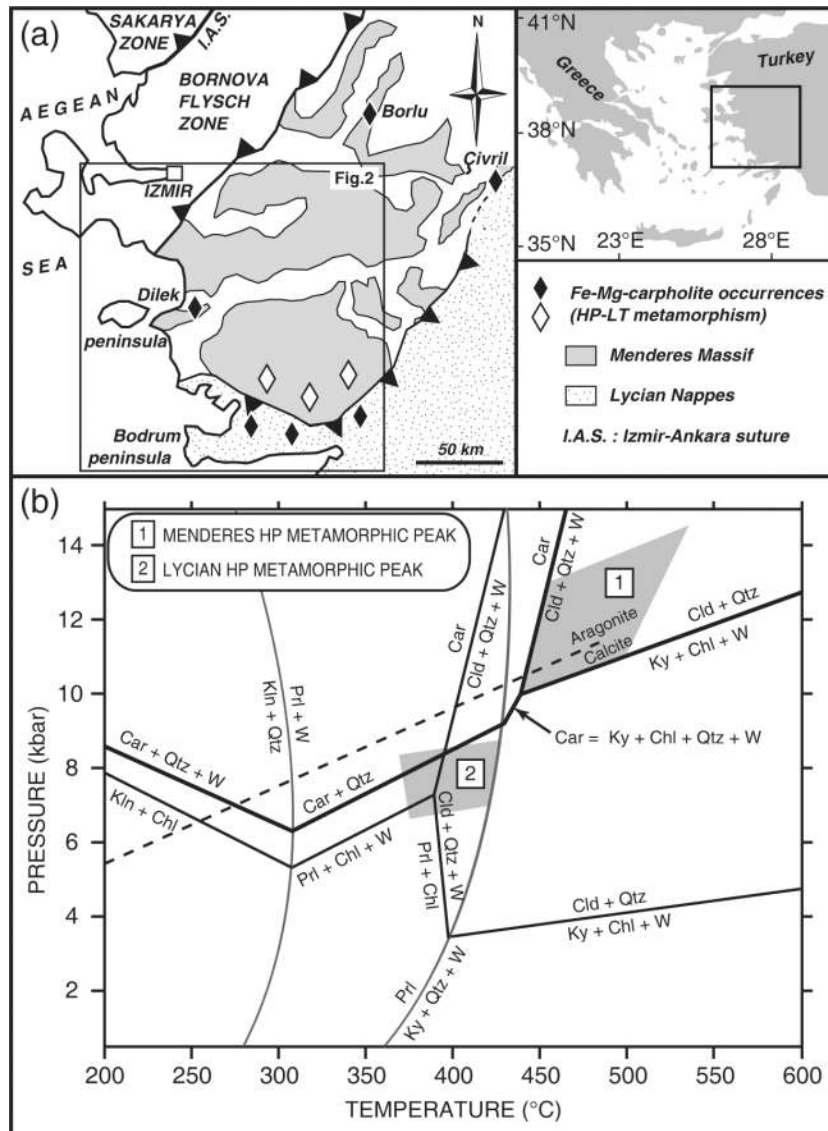 (a)
SAKARYA
ZONE
I.A.S.
BORNOVA
FLYSCH
ZONE
AEGEAN
SEA
N
Borlu
Çivril
IZMIR
Fig.2
Dilek
peninsula
Bodrum
peninsula
50 km
41°N
38°N
35°N
23°E
28°E
Greece
Turkey
Fe-Mg-carpholite occurrences
(HP-LT metamorphism)
Menderes Massif
Lycian Nappes
I.A.S. : Izmir-Ankara suture
(b)
1 MENDERES HP METAMORPHIC PEAK
2 LYCIAN HP METAMORPHIC PEAK
PRESSURE (kbar)
14
12
10
8
6
4
2
Kln + Qtz
Prl + W
Car
Cld + Qtz + W
Car
Cld + Qtz + W
1
Aragonite
Calcite
Cld + Qtz
Ky + Chl + W
Car = Ky + Chl + Qtz + W
Car + Qtz + W
Kln + Chl
Car + Qtz
Prl + Chl + W
2
Cld + Qtz + W
Prl + Chl
Cld + Qtz
Ky + Chl + W
Prl
Ky + Qtz + W
200 250 300 350 400 450 500 550 600
TEMPERATURE (°C)